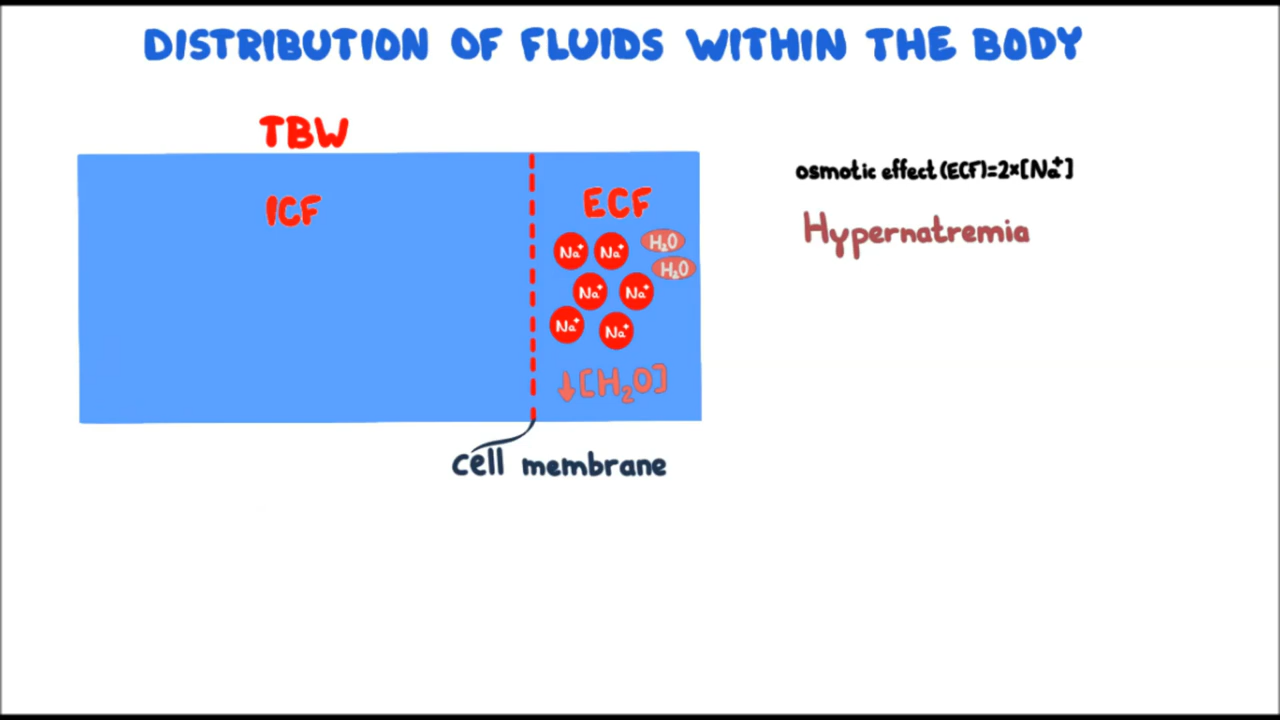 DISTRIBUTION OF FLUIDS WITHIN THE BODY
TBW
osmotic effect (ECF)=2×[Na⁺]
ICF
ECF
Hypernatremia
Na⁺ Na⁺ H₂O
H₂O
Na⁺ Na⁺
Na⁺ Na⁺
↓[H₂O]
cell membrane